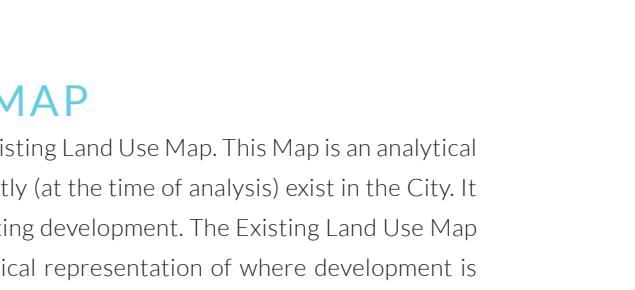 MAP
isting Land Use Map. This Map is an analytical
tly (at the time of analysis) exist in the City. It
ing development. The Existing Land Use Map
ical representation of where development is